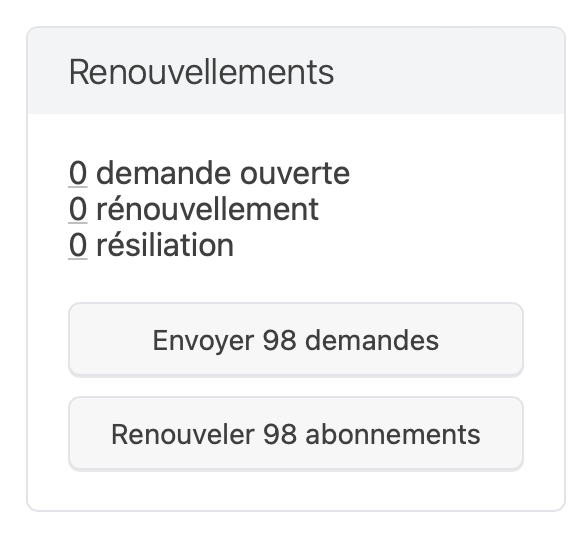 Renouvellements
0 demande ouverte
0 rénouvellement
0 résiliation
Envoyer 98 demandes
Renouveler 98 abonnements